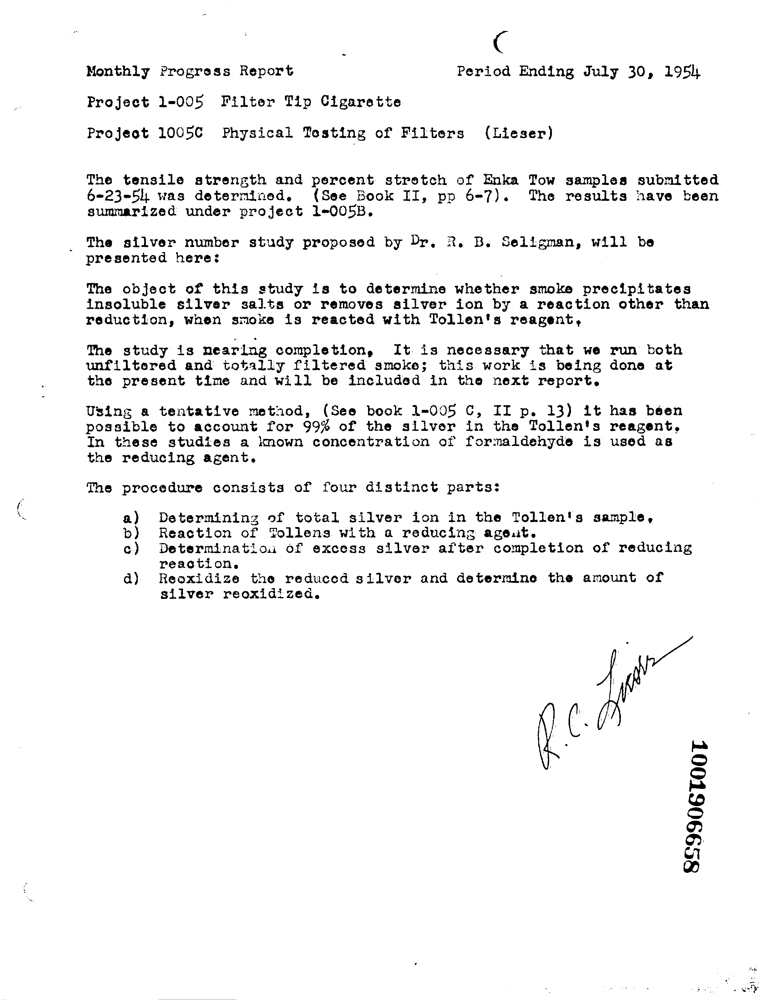 Monthly Progress Report Period Ending July 30, 1954
Project 1-005 Filter Tip Cigarette
Project 1005C Physical Testing of Filters (Lieser)
The tensile strength and percent stretch of Enka Tow samples submitted
6-23-54 was determined. (See Book II, pp 6-7). The results have been
summarized under project 1-005B.
The silver number study proposed by Dr. R. B. Seligman, will be
presented here:
The object of this study is to determine whether smoke precipitates
insoluble silver salts or removes silver ion by a reaction other than
reduction, when smoke is reacted with Tollen's reagent.
The study is nearing completion. It is necessary that we run both
unfiltered and totally filtered smoke; this work is being done at
the present time and will be included in the next report.
Using a tentative method, (See book 1-005 C, II p. 13) it has been
possible to account for 99% of the silver in the Tollen's reagent.
In these studies a known concentration of formaldehyde is used as
the reducing agent.
The procedure consists of four distinct parts:
a) Determining of total silver ion in the Tollen's sample.
b) Reaction of Tollens with a reducing agent.
c) Determination of excess silver after completion of reducing
reaction.
d) Reoxidize the reduced silver and determine the amount of
silver reoxidized.
R. C. Lieser
1001906658